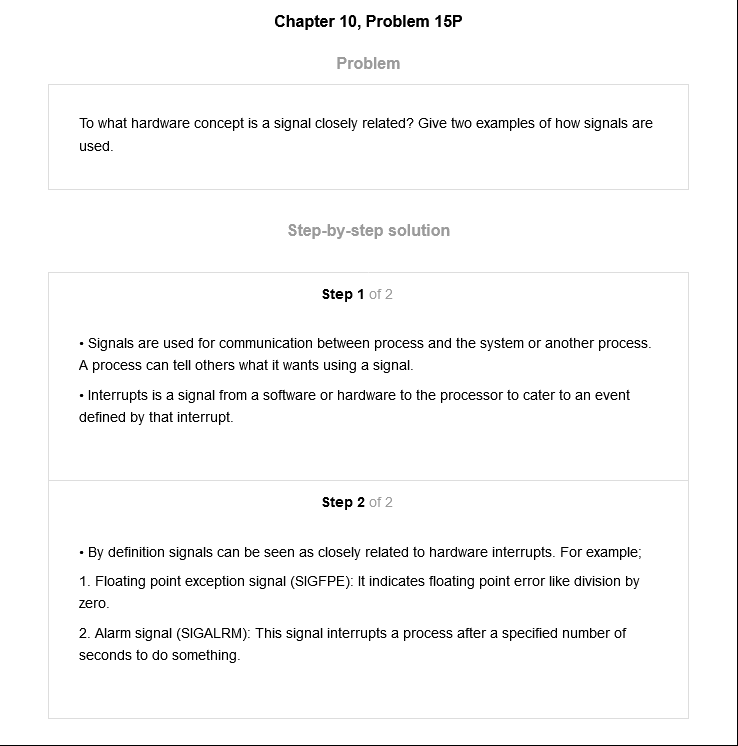 Chapter 10, Problem 15P
Problem
To what hardware concept is a signal closely related? Give two examples of how signals are
used.
Step-by-step solution
Step 1 of 2
• Signals are used for communication between process and the system or another process.
A process can tell others what it wants using a signal.
• Interrupts is a signal from a software or hardware to the processor to cater to an event
defined by that interrupt.
Step 2 of 2
• By definition signals can be seen as closely related to hardware interrupts. For example;
1. Floating point exception signal (SIGFPE): It indicates floating point error like division by
zero.
2. Alarm signal (SIGALRM): This signal interrupts a process after a specified number of
seconds to do something.